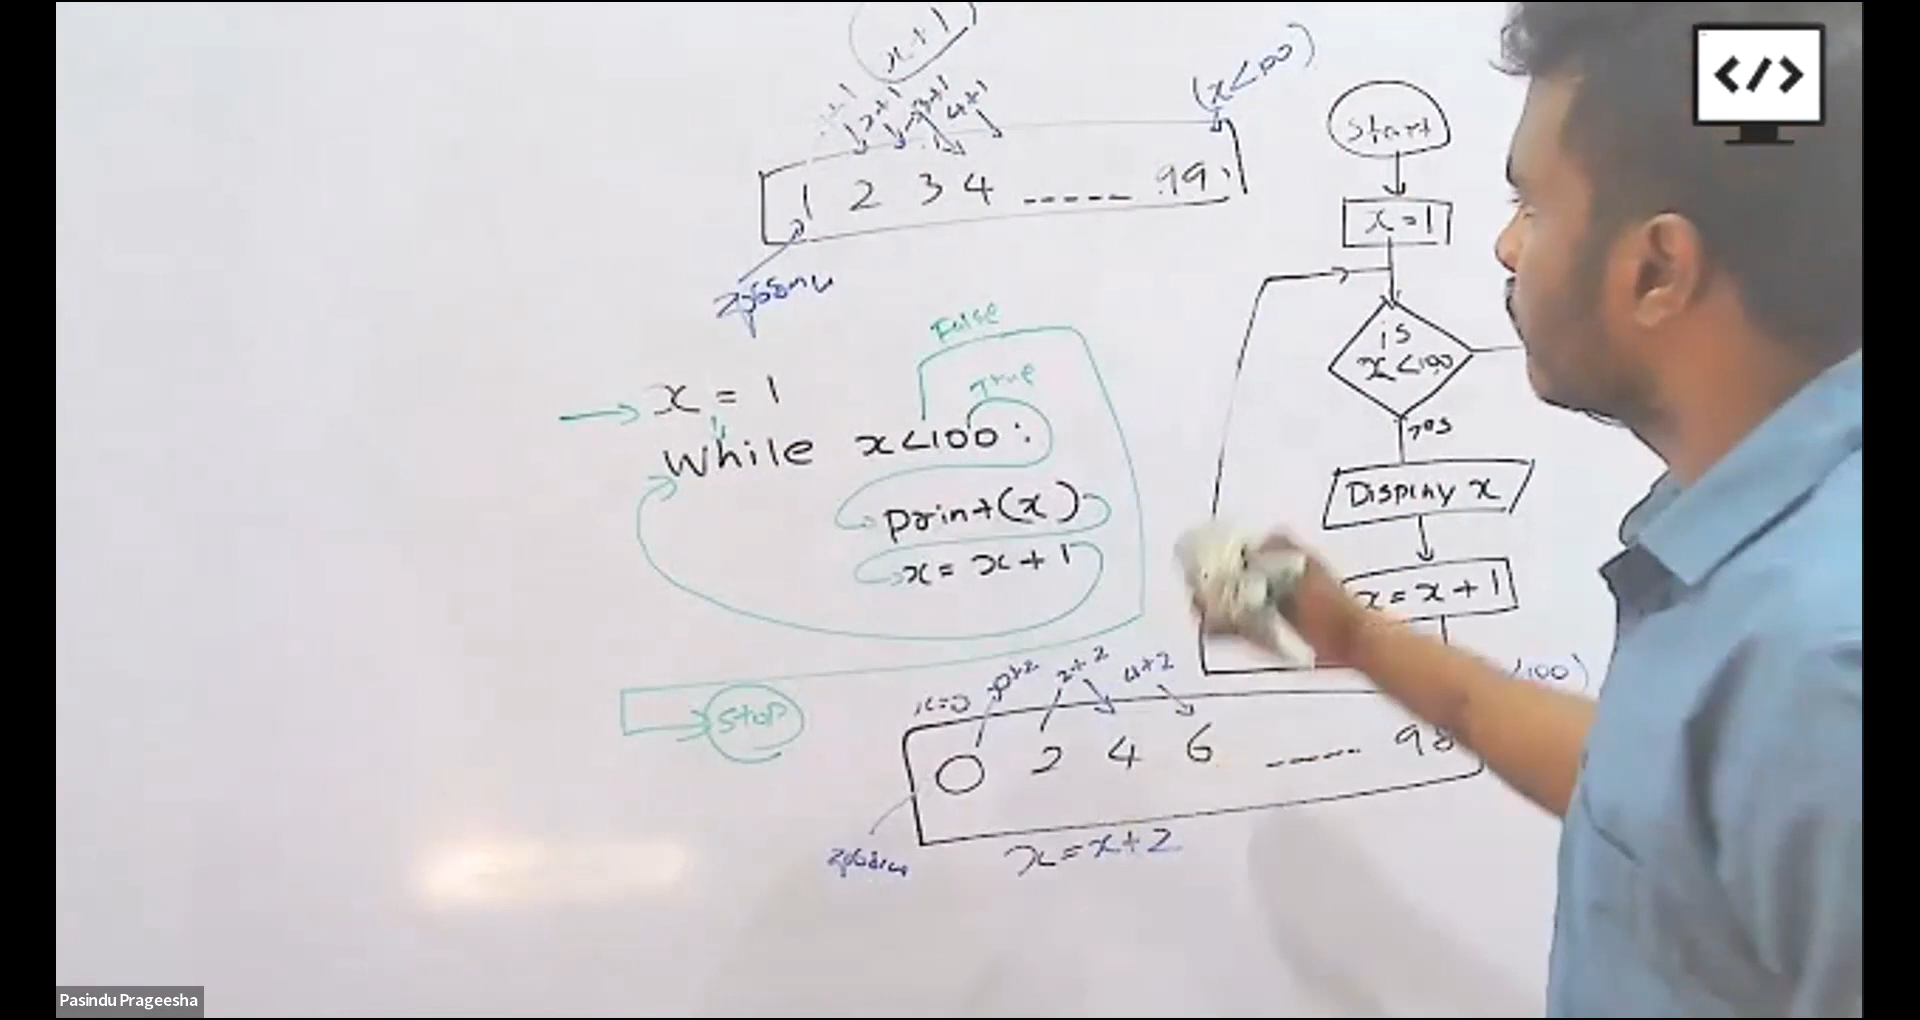 x+1
2+1 3+1 4+1
(x<100)
1 2 3 4 ----- 99
Start
x=1
is
x<100
yes
Display x
x = x + 1
False
True
x = 1
While x<100:
print(x)
x = x + 1
Stop
x=0 0+2 2+2 4+2
<100)
0 2 4 6 ---- 98
x = x+2
</>
Pasindu Prageesha